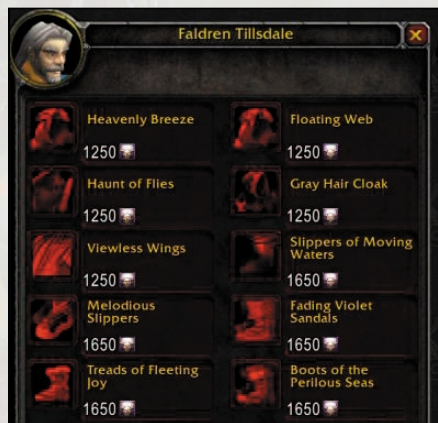 Faldren Tillsdale
Heavenly Breeze
1250
Floating Web
1250
Haunt of Flies
1250
Gray Hair Cloak
1250
Viewless Wings
1250
Slippers of Moving
Waters
1650
Melodious
Slippers
1650
Fading Violet
Sandals
1650
Treads of Fleeting
Joy
1650
Boots of the
Perilous Seas
1650